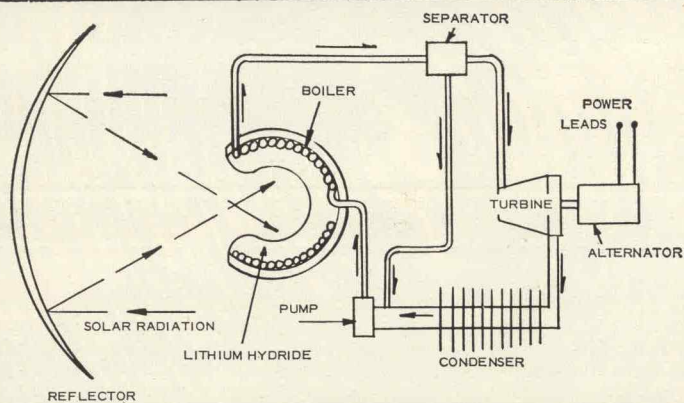 SEPARATOR
BOILER
POWER
LEADS
TURBINE
ALTERNATOR
SOLAR RADIATION
PUMP
LITHIUM HYDRIDE
CONDENSER
REFLECTOR